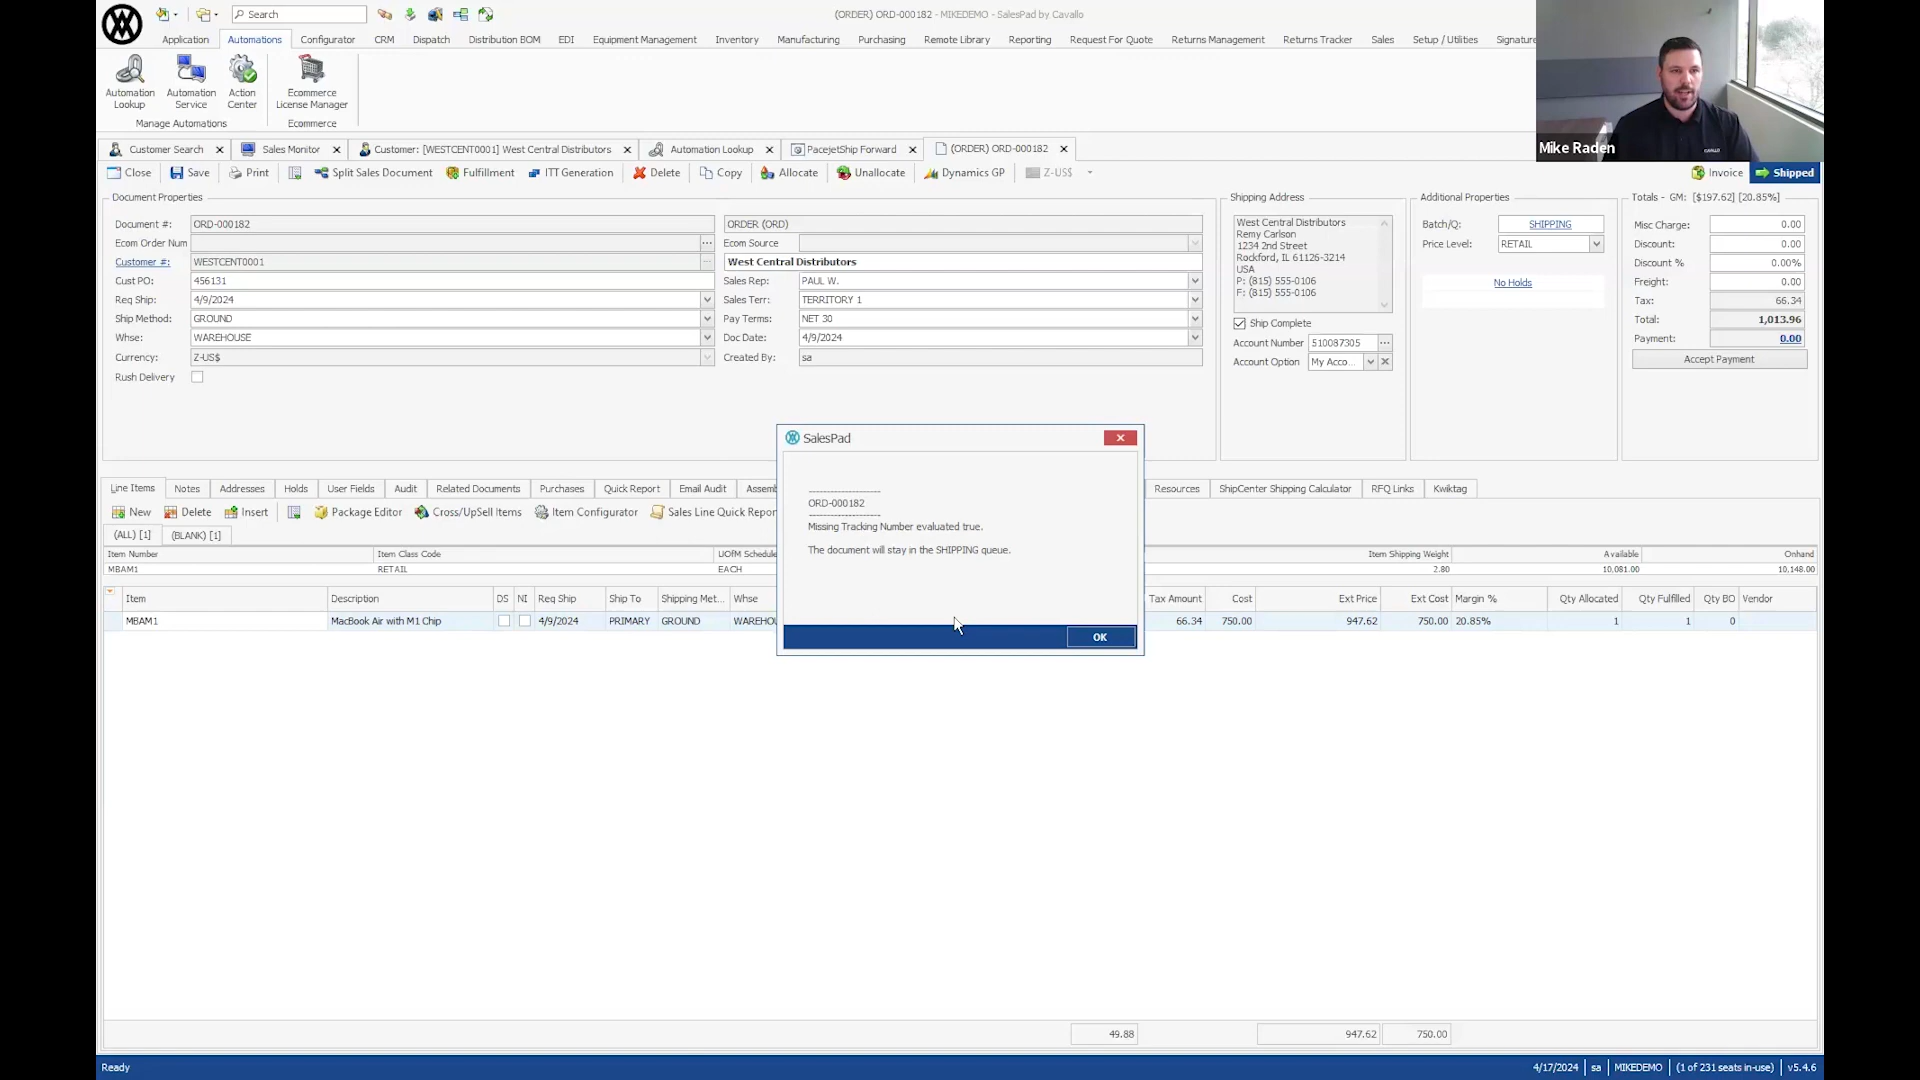 Search
(ORDER) ORD-000182 - MIKEDEMO - SalesPad by Cavallo
Application Automations Configurator CRM Dispatch Distribution BOM EDI Equipment Management Inventory Manufacturing Purchasing Remote Library Reporting Request For Quote Returns Management Returns Tracker Sales Setup / Utilities Signature
Automation Lookup
Automation Service
Action Center
Ecommerce License Manager
Manage Automations Ecommerce
Mike Raden
Customer Search Sales Monitor Customer: [WESTCENT0001] West Central Distributors Automation Lookup PacejetShip Forward (ORDER) ORD-000182
Close Save Print Split Sales Document Fulfillment ITT Generation Delete Copy Allocate Unallocate Dynamics GP Z-US$ Invoice Shipped
Document Properties
Document #: ORD-000182 ORDER (ORD)
Ecom Order Num Ecom Source
Customer #: WESTCENT0001 West Central Distributors
Cust PO: 456131 Sales Rep: PAUL W.
Req Ship: 4/9/2024 Sales Terr: TERRITORY 1
Ship Method: GROUND Pay Terms: NET 30
Whse: WAREHOUSE Doc Date: 4/9/2024
Currency: Z-US$ Created By: sa
Rush Delivery
Shipping Address
West Central Distributors
Remy Carlson
1234 2nd Street
Rockford, IL 61126-3214
USA
P: (815) 555-0106
F: (815) 555-0106
Ship Complete
Account Number 510087305
Account Option My Acco...
Additional Properties
Batch/Q: SHIPPING
Price Level: RETAIL
No Holds
Totals - GM: [$197.62] [20.85%]
Misc Charge: 0.00
Discount: 0.00
Discount % 0.00%
Freight: 0.00
Tax: 66.34
Total: 1,013.96
Payment: 0.00
Accept Payment
SalesPad
--------------------
ORD-000182
--------------------
Missing Tracking Number evaluated true.
The document will stay in the SHIPPING queue.
OK
Line Items Notes Addresses Holds User Fields Audit Related Documents Purchases Quick Report Email Audit Assemb Resources ShipCenter Shipping Calculator RFQ Links Kwiktag
New Delete Insert Package Editor Cross/UpSell Items Item Configurator Sales Line Quick Repor
(ALL) [1] (BLANK) [1]
Item Number Item Class Code UOfM Schedule Item Shipping Weight Available Onhand
MBAM1 RETAIL EACH 2.80 10,081.00 10,148.00
Item Description DS NI Req Ship Ship To Shipping Met... Whse Tax Amount Cost Ext Price Ext Cost Margin % Qty Allocated Qty Fulfilled Qty BO Vendor
MBAM1 MacBook Air with M1 Chip 4/9/2024 PRIMARY GROUND WAREHOU 66.34 750.00 947.62 750.00 20.85% 1 1 0
49.88 947.62 750.00
Ready 4/17/2024 sa MIKEDEMO (1 of 231 seats in-use) v5.4.6